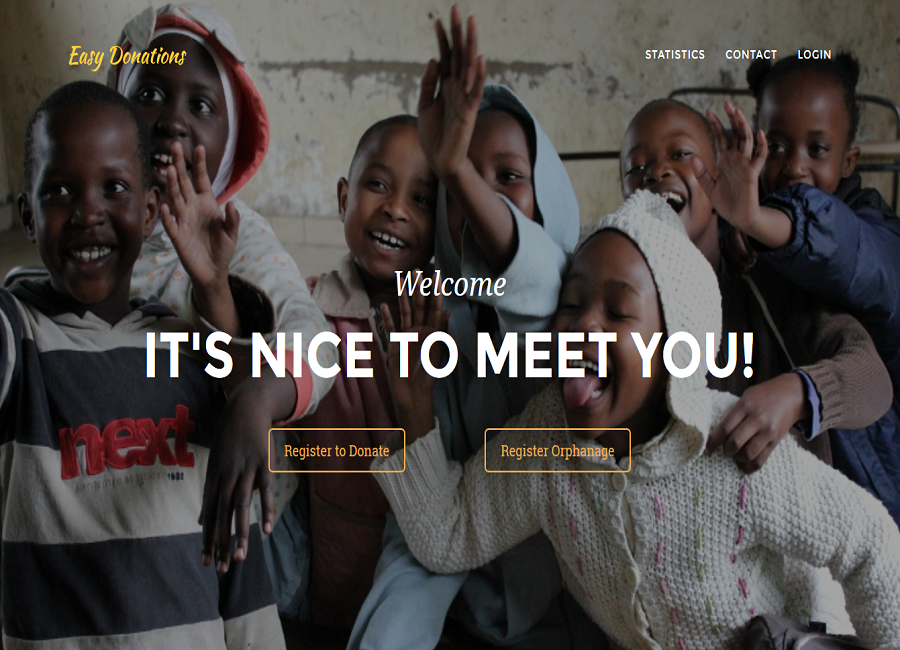 Easy Donations
STATISTICS CONTACT LOGIN
Welcome
IT'S NICE TO MEET YOU!
Register to Donate Register Orphanage
next